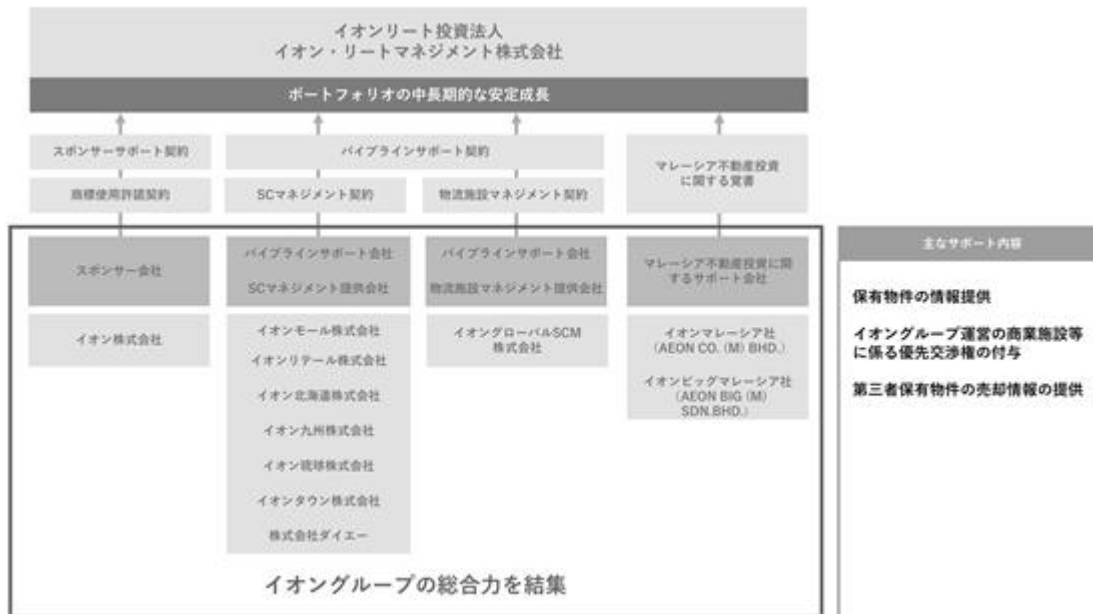 イオンリート投資法人
イオン・リートマネジメント株式会社
ポートフォリオの中長期的な安定成長
スポンサーサポート契約
パイプラインサポート契約
マレーシア不動産投資
に関する覚書
商標使用許諾契約
SCマネジメント契約
物流施設マネジメント契約
スポンサー会社
パイプラインサポート会社
SCマネジメント提供会社
パイプラインサポート会社
物流施設マネジメント提供会社
マレーシア不動産投資に関
するサポート会社
イオン株式会社
イオンモール株式会社
イオンリテール株式会社
イオン北海道株式会社
イオン九州株式会社
イオン琉球株式会社
イオンタウン株式会社
株式会社ダイエー
イオングローバルSCM
株式会社
イオンマレーシア社
(AEON CO. (M) BHD.)
イオンビッグマレーシア社
(AEON BIG (M)
SDN.BHD.)
イオングループの総合力を結集
主なサポート内容
保有物件の情報提供
イオングループ運営の商業施設等
に係る優先交渉権の付与
第三者保有物件の売却情報の提供